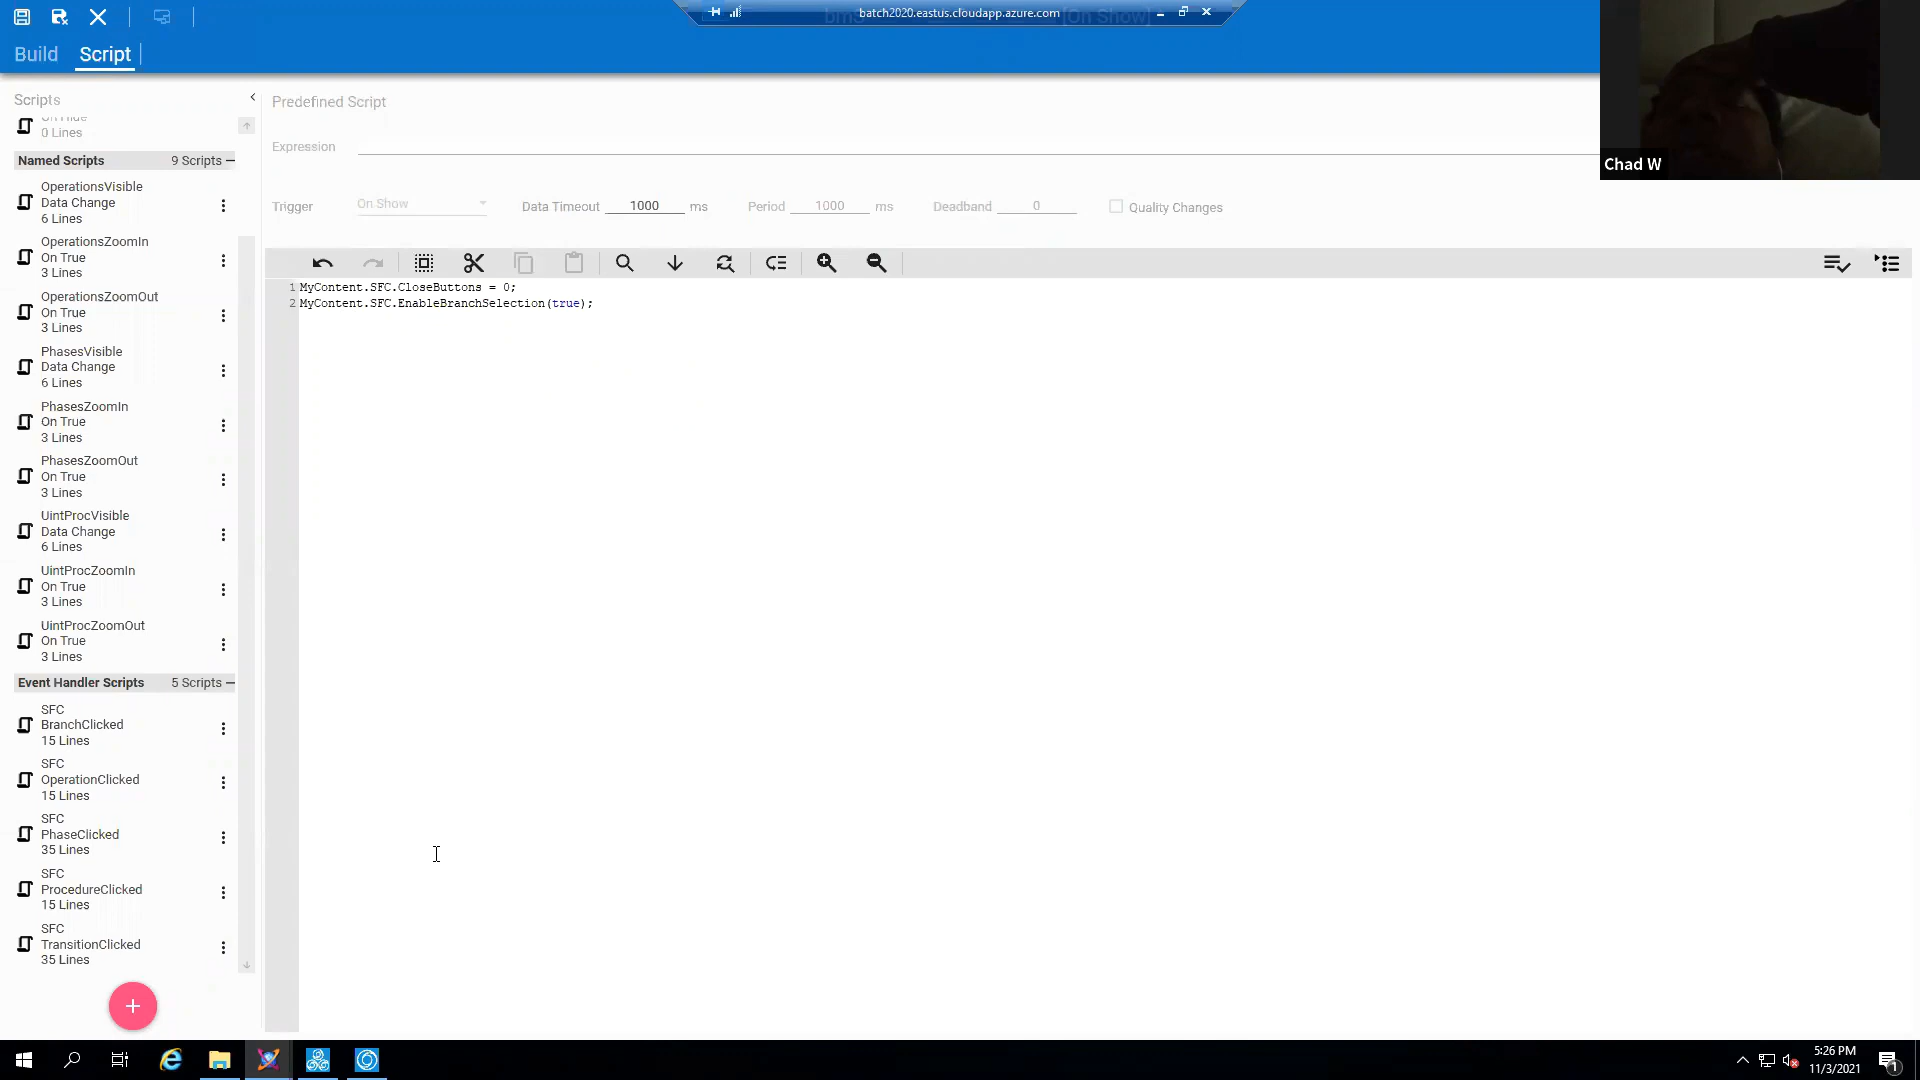 batch2020.eastus.cloudapp.azure.com
[On Show]
Build
Script
Chad W
Scripts
On Hide
0 Lines
Named Scripts 9 Scripts
OperationsVisible
Data Change
6 Lines
OperationsZoomIn
On True
3 Lines
OperationsZoomOut
On True
3 Lines
PhasesVisible
Data Change
6 Lines
PhasesZoomIn
On True
3 Lines
PhasesZoomOut
On True
3 Lines
UintProcVisible
Data Change
6 Lines
UintProcZoomIn
On True
3 Lines
UintProcZoomOut
On True
3 Lines
Event Handler Scripts 5 Scripts
SFC
BranchClicked
15 Lines
SFC
OperationClicked
15 Lines
SFC
PhaseClicked
35 Lines
SFC
ProcedureClicked
15 Lines
SFC
TransitionClicked
35 Lines
Predefined Script
Expression
Trigger On Show Data Timeout 1000 ms Period 1000 ms Deadband 0 Quality Changes
1 MyContent.SFC.CloseButtons = 0;
2 MyContent.SFC.EnableBranchSelection(true);
5:26 PM
11/3/2021
1